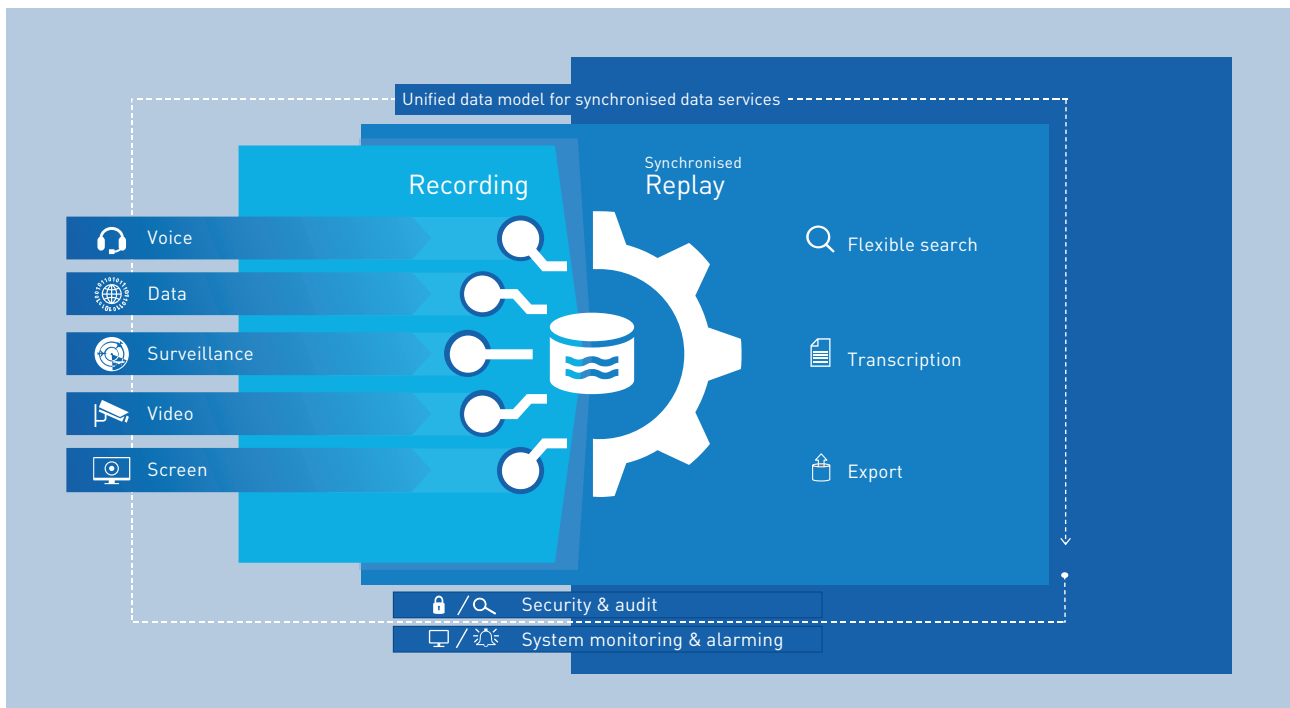 Unified data model for synchronised data services
Recording
Synchronised
Replay
Voice
Data
Surveillance
Video
Screen
Flexible search
Transcription
Export
Security & audit
System monitoring & alarming